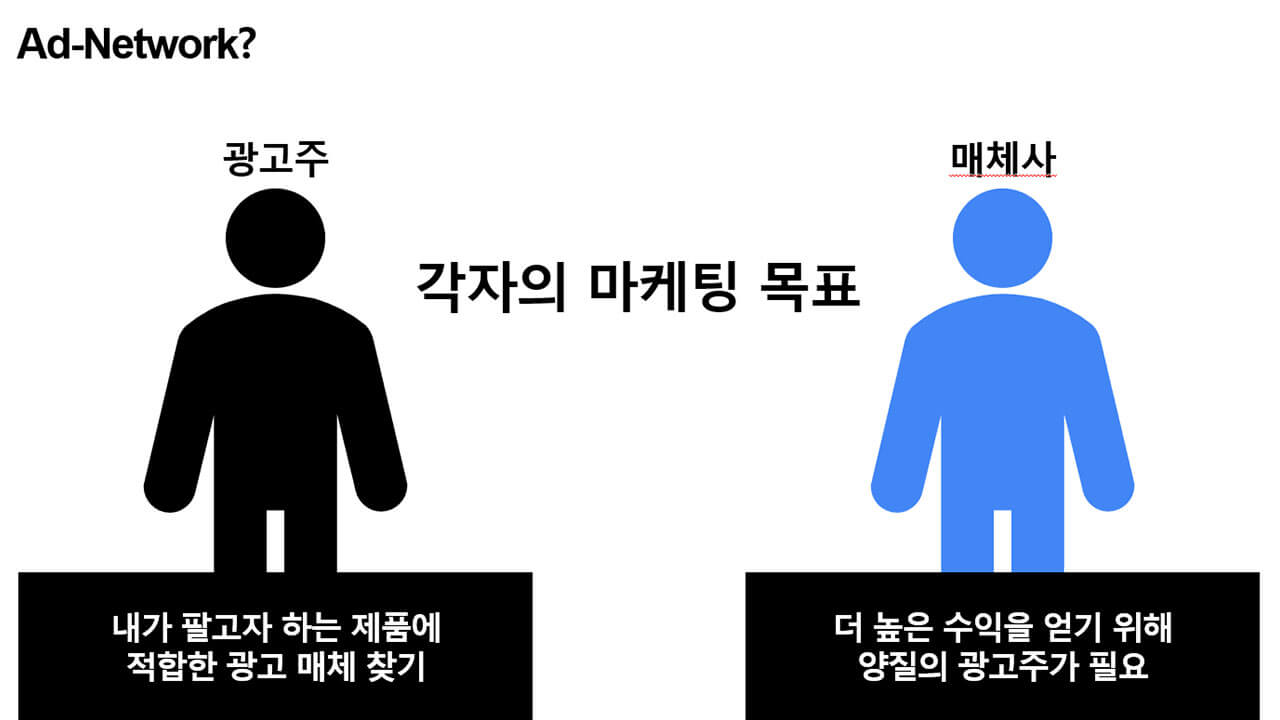 Ad-Network?
광고주
매체사
각자의 마케팅 목표
내가 팔고자 하는 제품에
적합한 광고 매체 찾기
더 높은 수익을 얻기 위해
양질의 광고주가 필요